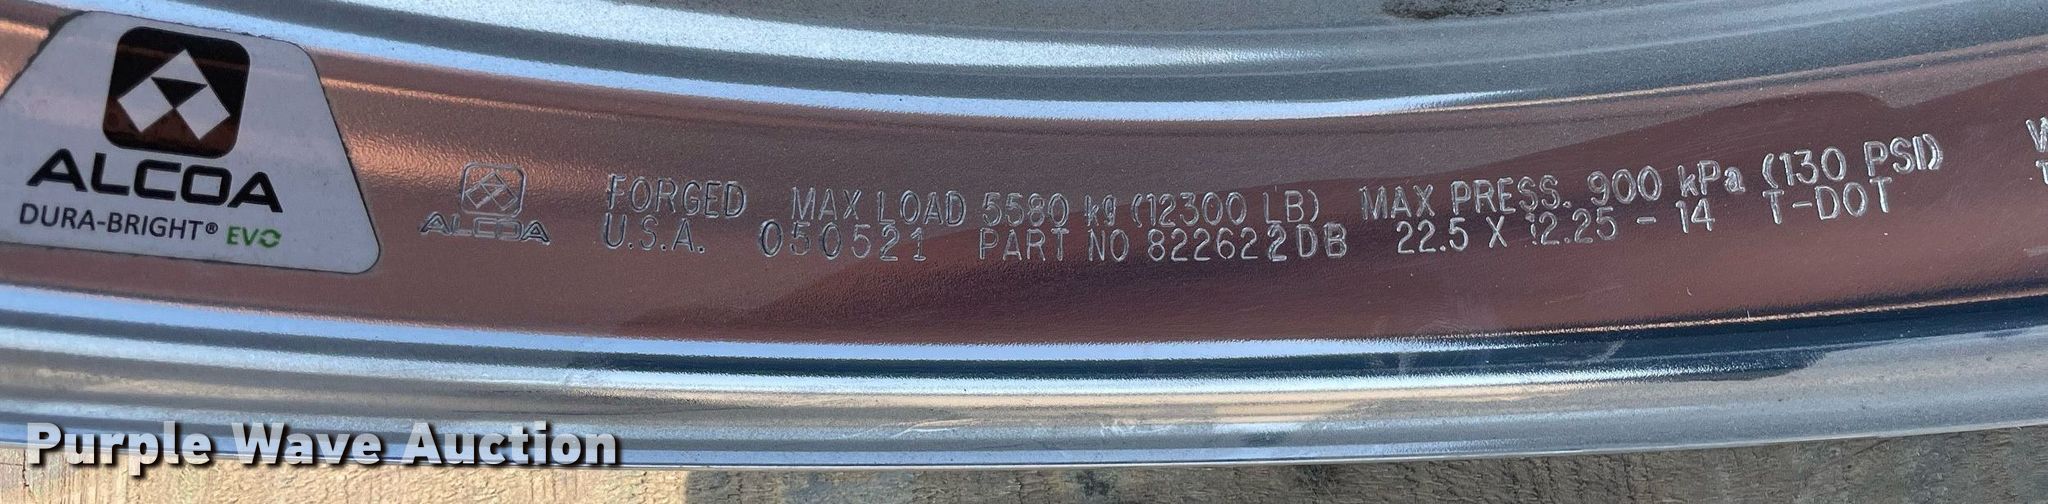 ALCOA
DURA-BRIGHT® EVO
ALCOA
FORGED MAX LOAD 5580 kg (12300 LB) MAX PRESS. 900 kPa (130 PSI)
U.S.A. 050521 PART NO 822622DB 22.5 X 12.25 - 14 T-DOT
Purple Wave Auction